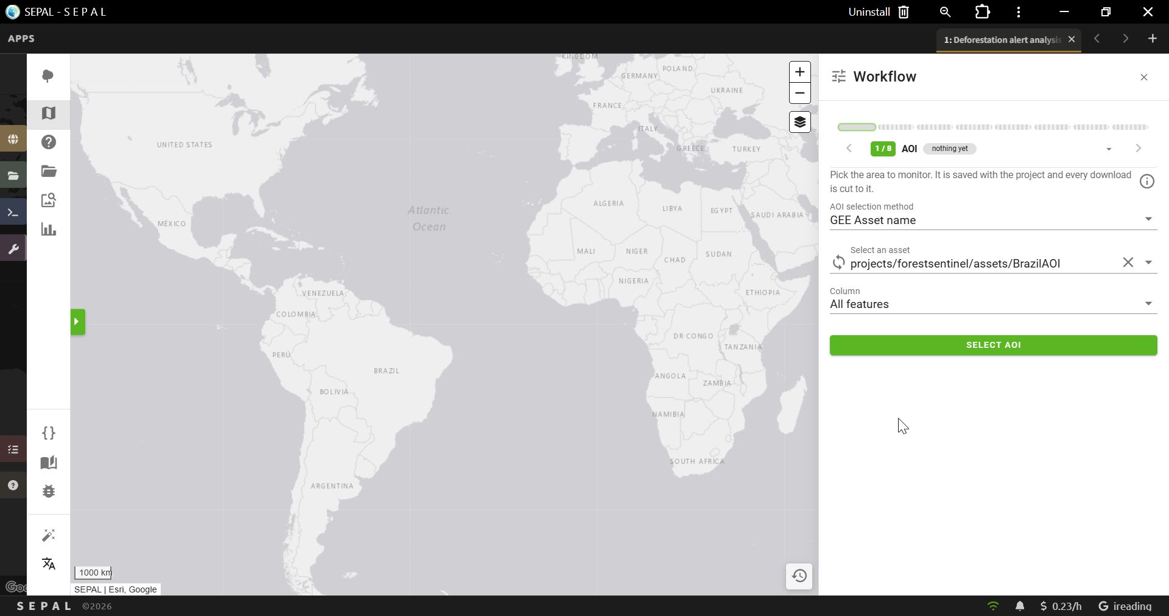 SEPAL - S E P A L
Uninstall
APPS
1: Deforestation alert analysis
Workflow
1 / 8 AOI nothing yet
Pick the area to monitor. It is saved with the project and every download
is cut to it.
AOI selection method
GEE Asset name
Select an asset
projects/forestsentinel/assets/BrazilAOI
Column
All features
SELECT AOI
KINGDOM
POLAND
GERMANY
UKRAINE
FRANCE
ITALY
GREECE
TURKEY
UNITED STATES
Atlantic
Ocean
ALGERIA
LIBYA
EGYPT
SAUDI ARABIA
MEXICO
MALI
NIGER
CHAD
SUDAN
NIGERIA
ETHIOPIA
VENEZUELA
COLOMBIA
DR CONGO
TANZANIA
PERU
BRAZIL
ANGOLA
ZAMBIA
BOLIVIA
NAMIBIA
SOUTH AFRICA
ARGENTINA
1000 km
SEPAL | Esri, Google
Goo
S E P A L ©2026
$ 0.23/h
ireading